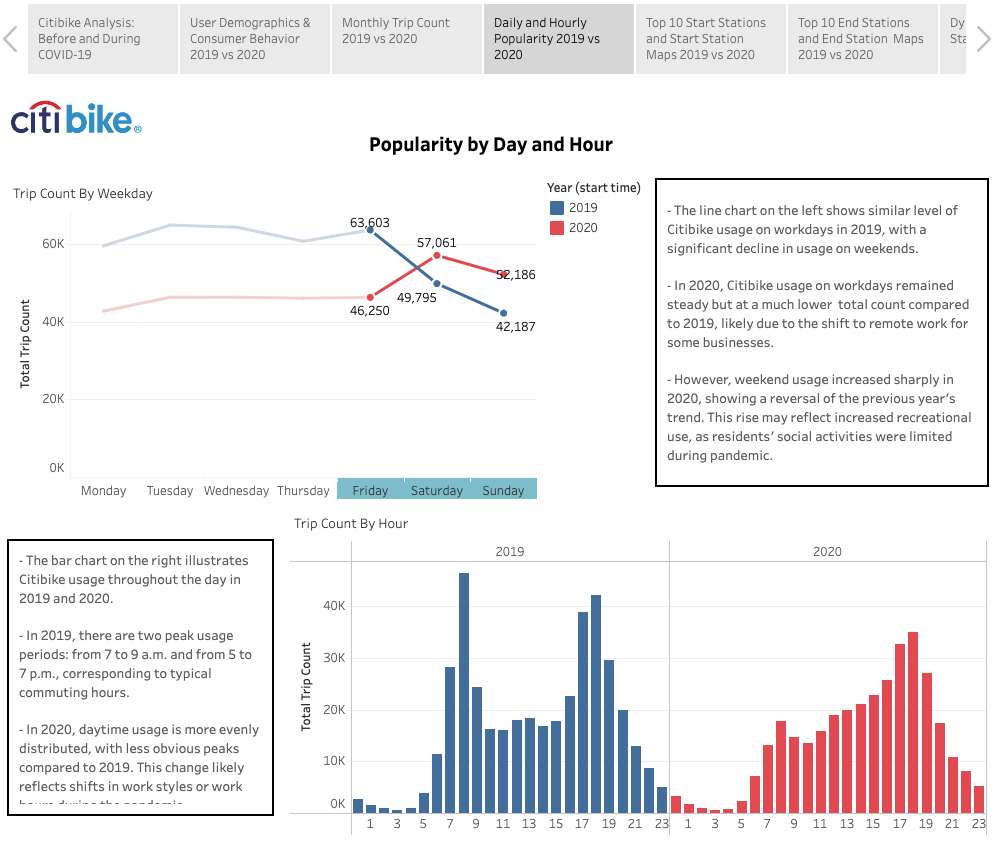 Citibike Analysis:
Before and During
COVID-19
User Demographics &
Consumer Behavior
2019 vs 2020
Monthly Trip Count
2019 vs 2020
Daily and Hourly
Popularity 2019 vs
2020
Top 10 Start Stations
and Start Station
Maps 2019 vs 2020
Top 10 End Stations
and End Station Maps
2019 vs 2020
citi bike®
Popularity by Day and Hour
Trip Count By Weekday
Year (start time)
2019
2020
Total Trip Count
60K
40K
20K
0K
63,603
57,061
52,186
49,795
46,250
42,187
Monday Tuesday Wednesday Thursday Friday Saturday Sunday
- The line chart on the left shows similar level of
Citibike usage on workdays in 2019, with a
significant decline in usage on weekends.
- In 2020, Citibike usage on workdays remained
steady but at a much lower total count compared
to 2019, likely due to the shift to remote work for
some businesses.
- However, weekend usage increased sharply in
2020, showing a reversal of the previous year's
trend. This rise may reflect increased recreational
use, as residents' social activities were limited
during pandemic.
- The bar chart on the right illustrates
Citibike usage throughout the day in
2019 and 2020.
- In 2019, there are two peak usage
periods: from 7 to 9 a.m. and from 5 to
7 p.m., corresponding to typical
commuting hours.
- In 2020, daytime usage is more evenly
distributed, with less obvious peaks
compared to 2019. This change likely
reflects shifts in work styles or work
hours during the pandemic.
Trip Count By Hour
2019 2020
Total Trip Count
40K
30K
20K
10K
0K
1 3 5 7 9 11 13 15 17 19 21 23 1 3 5 7 9 11 13 15 17 19 21 23